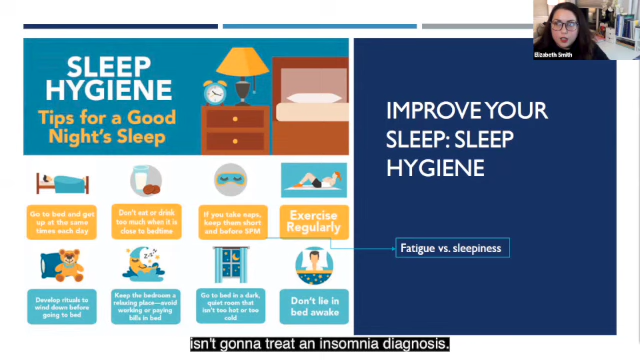 SLEEP
HYGIENE
Tips for a Good
Night's Sleep
Go to bed and get
up at the same
times each day
Don't eat or drink
too much when it is
close to bedtime
If you take naps,
keep them short
and before 5PM
Exercise
Regularly
Develop rituals to
wind down before
going to bed
Keep the bedroom a
relaxing place—avoid
working or paying
bills in bed
Go to bed in a dark,
quiet room that
isn't too hot or too
cold
Don't lie in
bed awake
IMPROVE YOUR
SLEEP: SLEEP
HYGIENE
Fatigue vs. sleepiness
Elizabeth Smith
isn't gonna treat an insomnia diagnosis.